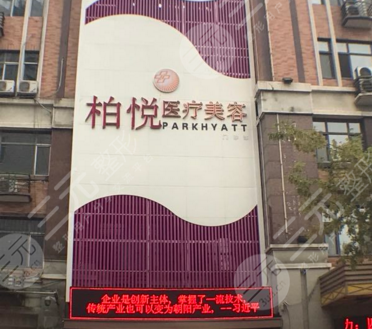 柏悦医疗美容
PARKHYATT
企业是创新主体，掌握了一流技术，
传统产业也可以变为朝阳产业。--习近平